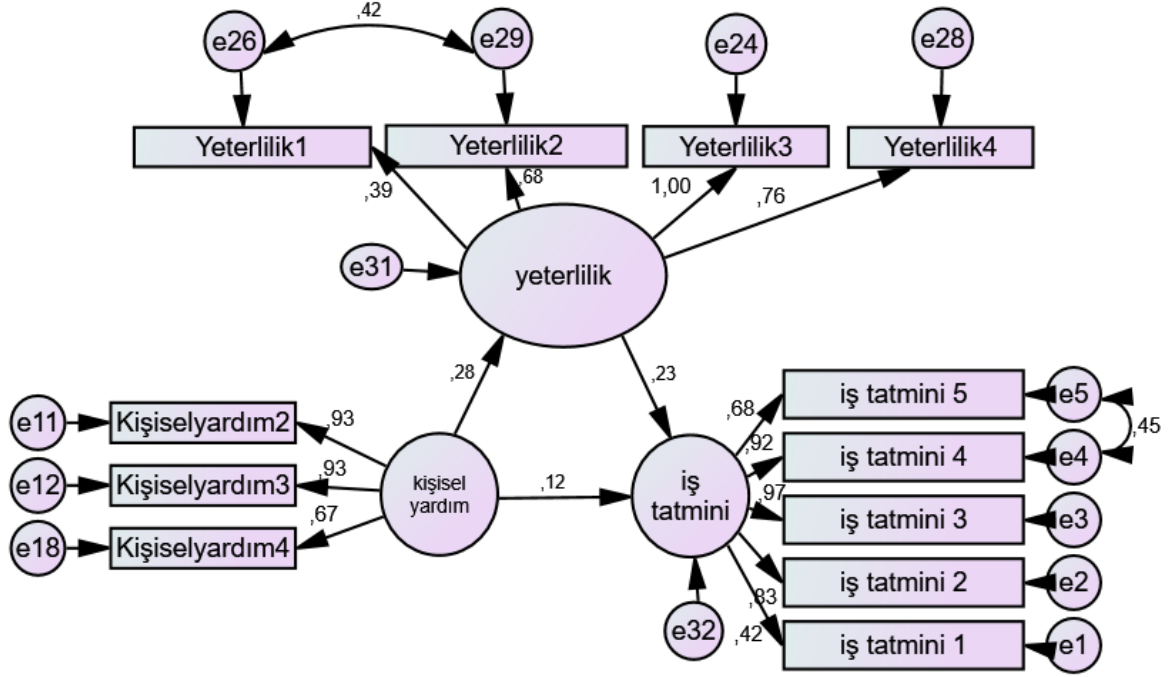 ,42
e26
e29
e24
e28
Yeterlilik1
Yeterlilik2
Yeterlilik3
Yeterlilik4
,39
,68
1,00
,76
e31
yeterlilik
,28
,23
e11
Kişiselyardım2
,93
e12
Kişiselyardım3
,93
e18
Kişiselyardım4
,67
kişisel
yardım
,12
iş
tatmini
e32
,68
iş tatmini 5
e5
,92
iş tatmini 4
e4
,45
,97
iş tatmini 3
e3
,83
iş tatmini 2
e2
,42
iş tatmini 1
e1